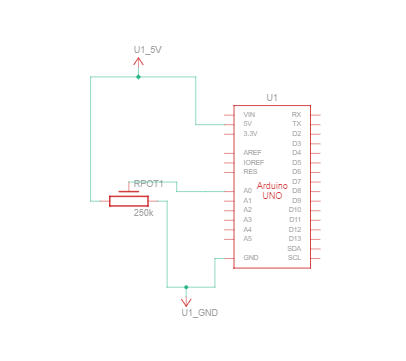 U1_5V
U1
VIN
RX
5V
TX
3.3V
D2
D3
AREF
D4
IOREF
D5
RES
D6
D7
RPOT1
Arduino
UNO
A0
D8
A1
D9
250k
A2
D10
A3
D11
A4
D12
A5
D13
SDA
GND
SCL
U1_GND